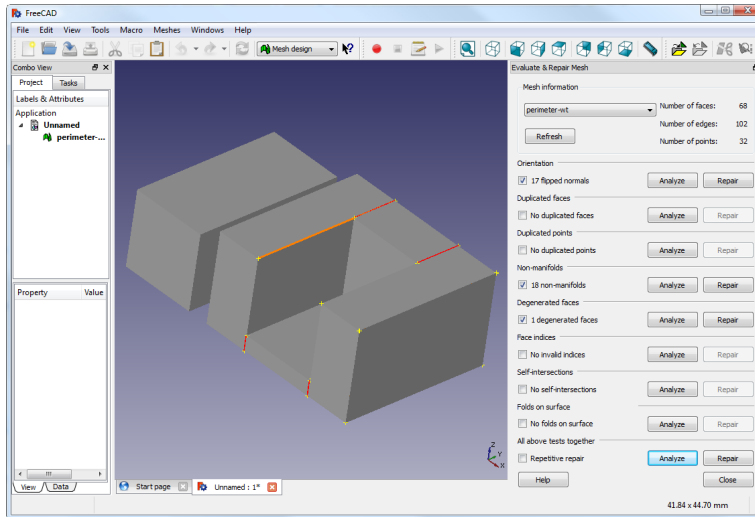 FreeCAD
File Edit View Tools Macro Meshes Windows Help
Mesh design
Combo View
Project Tasks
Labels & Attributes
Application
Unnamed
perimeter-...
Property Value
View Data
Start page Unnamed : 1*
Z
Y
X
Evaluate & Repair Mesh
Mesh information
perimeter-wt
Number of faces: 68
Number of edges: 102
Refresh
Number of points: 32
Orientation
17 flipped normals Analyze Repair
Duplicated faces
No duplicated faces Analyze Repair
Duplicated points
No duplicated points Analyze Repair
Non-manifolds
18 non-manifolds Analyze Repair
Degenerated faces
1 degenerated faces Analyze Repair
Face indices
No invalid indices Analyze Repair
Self-intersections
No self-intersections Analyze Repair
Folds on surface
No folds on surface Analyze Repair
All above tests together
Repetitive repair Analyze Repair
Help Close
41.84 x 44.70 mm